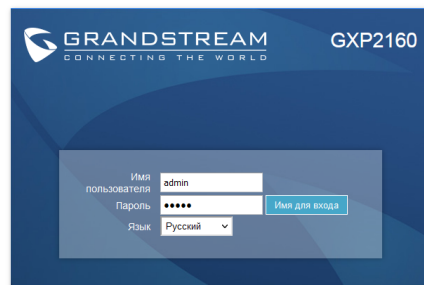 GRANDSTREAM
CONNECTING THE WORLD
GXP2160
Имя
пользователя
admin
Пароль
•••••
Имя для входа
Язык
Русский